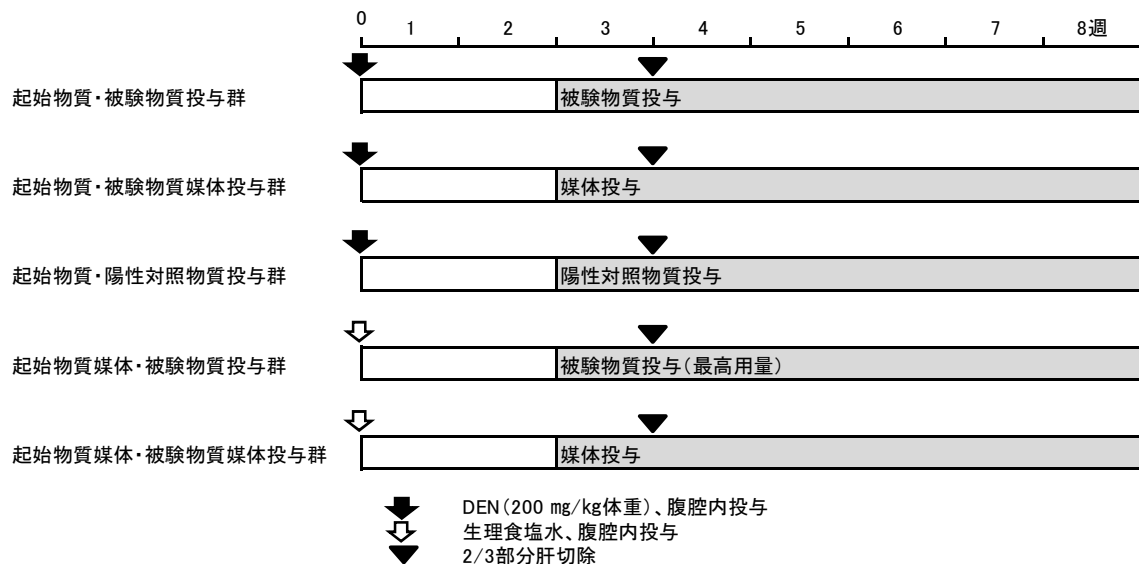 0 1 2 3 4 5 6 7 8週
起始物質・被験物質投与群 被験物質投与
起始物質・被験物質媒体投与群 媒体投与
起始物質・陽性対照物質投与群 陽性対照物質投与
起始物質媒体・被験物質投与群 被験物質投与(最高用量)
起始物質媒体・被験物質媒体投与群 媒体投与
DEN(200 mg/kg体重)、腹腔内投与
生理食塩水、腹腔内投与
2/3部分肝切除